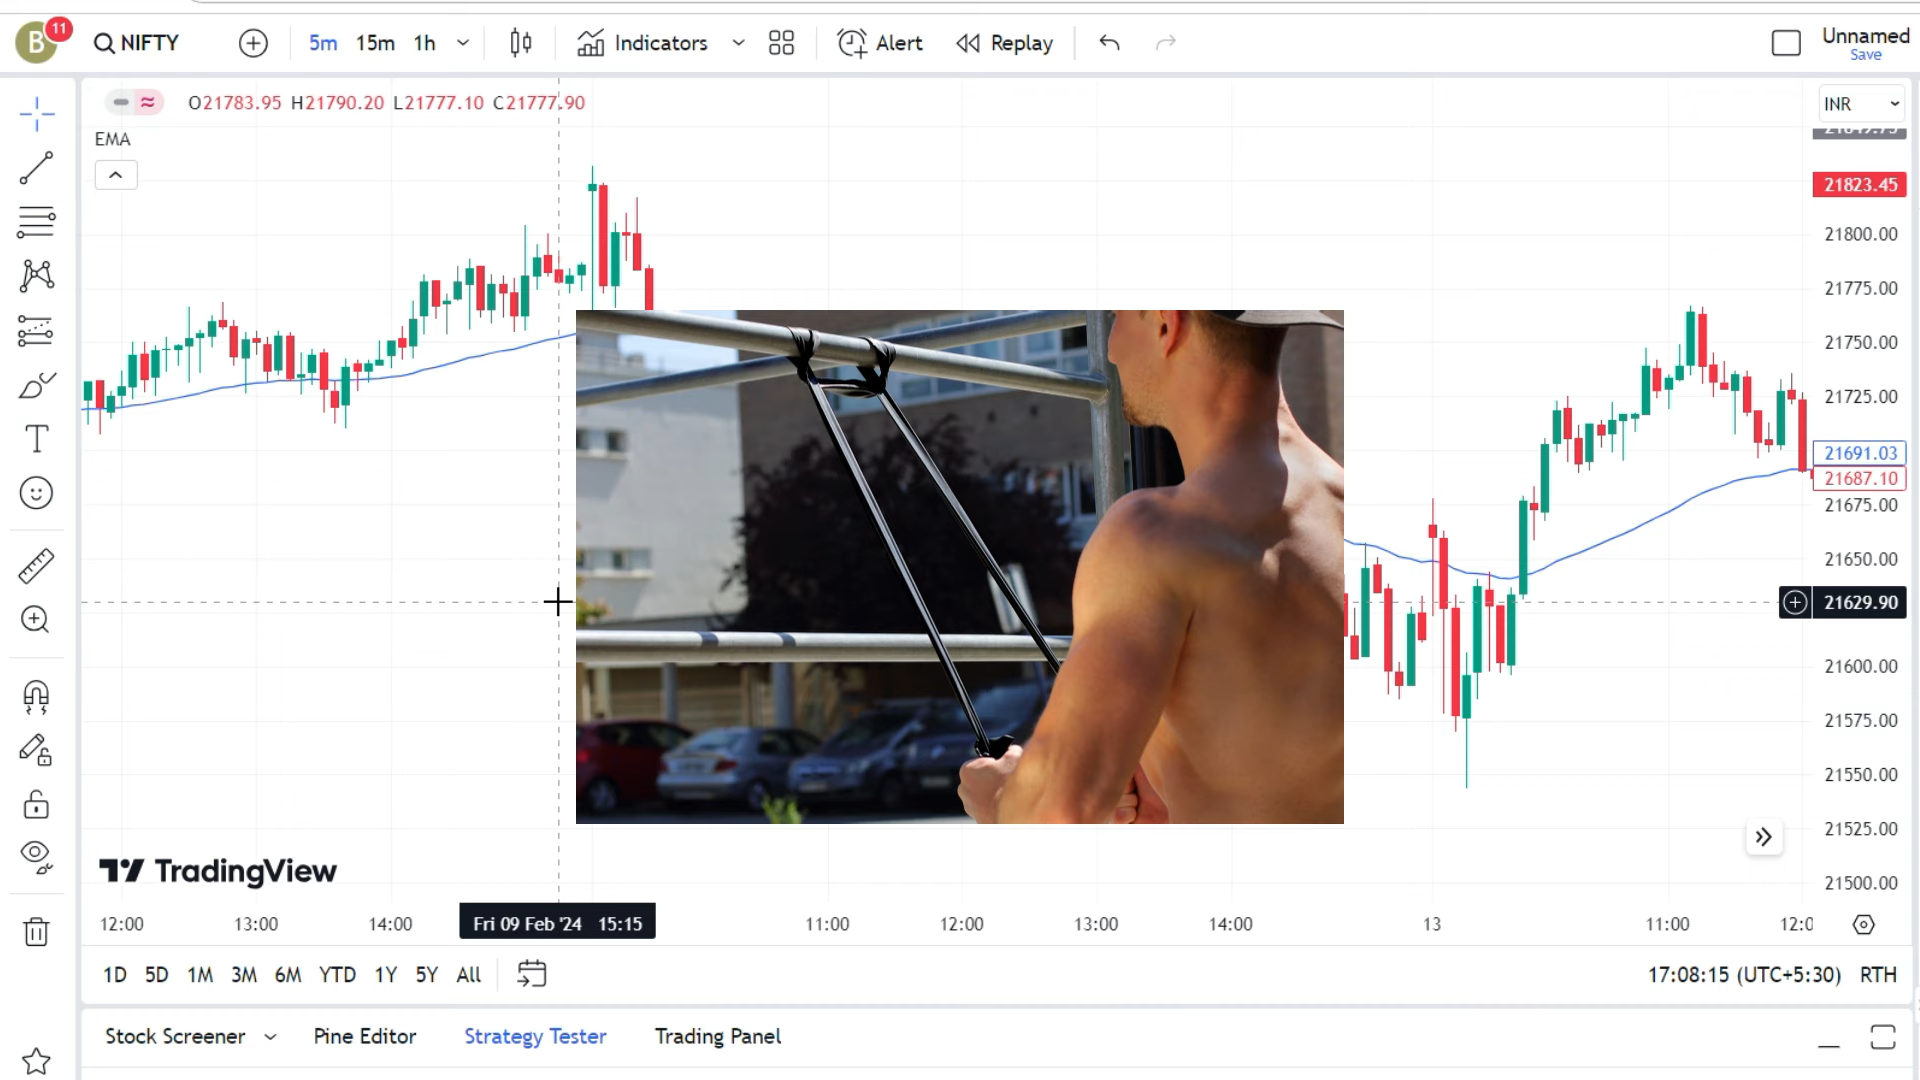 B 11 NIFTY 5m 15m 1h Indicators Alert Replay Unnamed
Save
O21783.95 H21790.20 L21777.10 C21777.90 INR
EMA
21823.45
21800.00
21775.00
21750.00
21725.00
21691.03
21687.10
21675.00
21650.00
21629.90
21600.00
21575.00
21550.00
21525.00
TradingView
21500.00
12:00 13:00 14:00 Fri 09 Feb '24 15:15 11:00 12:00 13:00 14:00 13 11:00 12:0
1D 5D 1M 3M 6M YTD 1Y 5Y All 17:08:15 (UTC+5:30) RTH
Stock Screener Pine Editor Strategy Tester Trading Panel